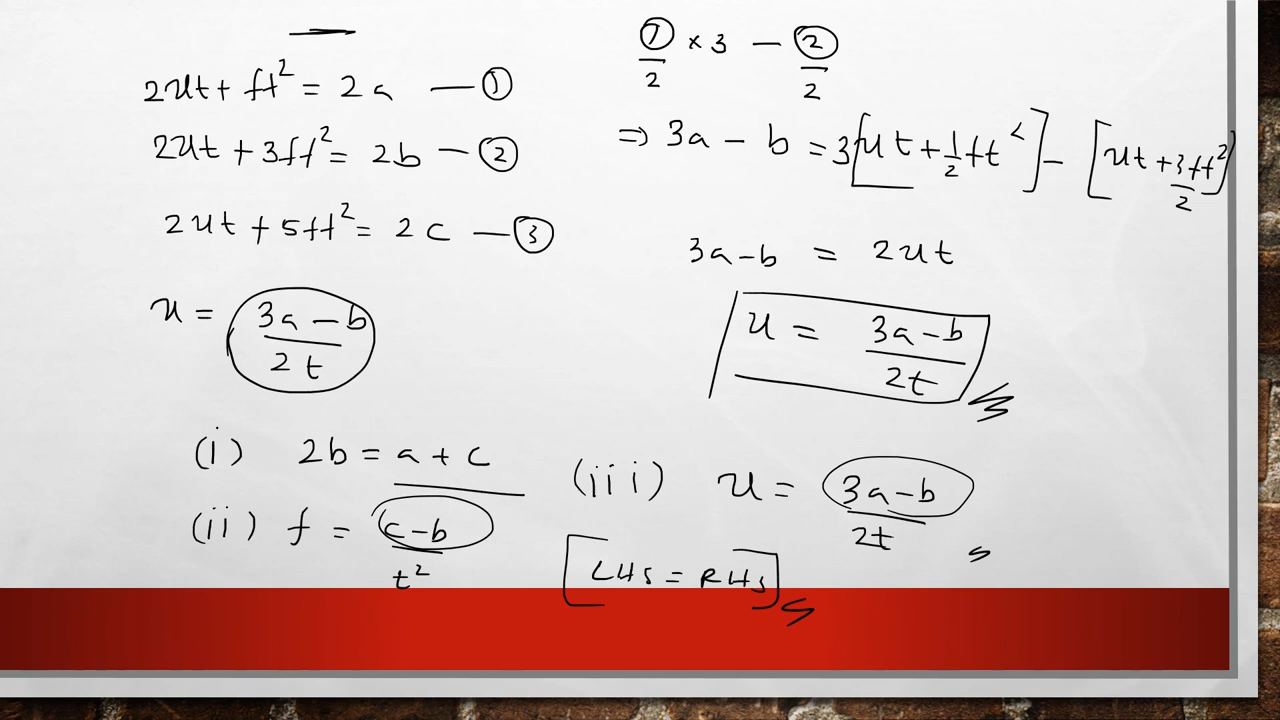 2ut + ft² = 2a — ①
2ut + 3ft² = 2b — ②
2ut + 5ft² = 2c — ③
u = 3a – b / 2t
①/2 × 3 – ②/2
⇒ 3a – b = 3[ut + 1/2 ft²] – [ut + 3ft²/2]
3a – b = 2ut
u = 3a – b / 2t
(i) 2b = a + c
(ii) f = c – b / t²
(iii) u = 3a – b / 2t
[LHS = RHS]